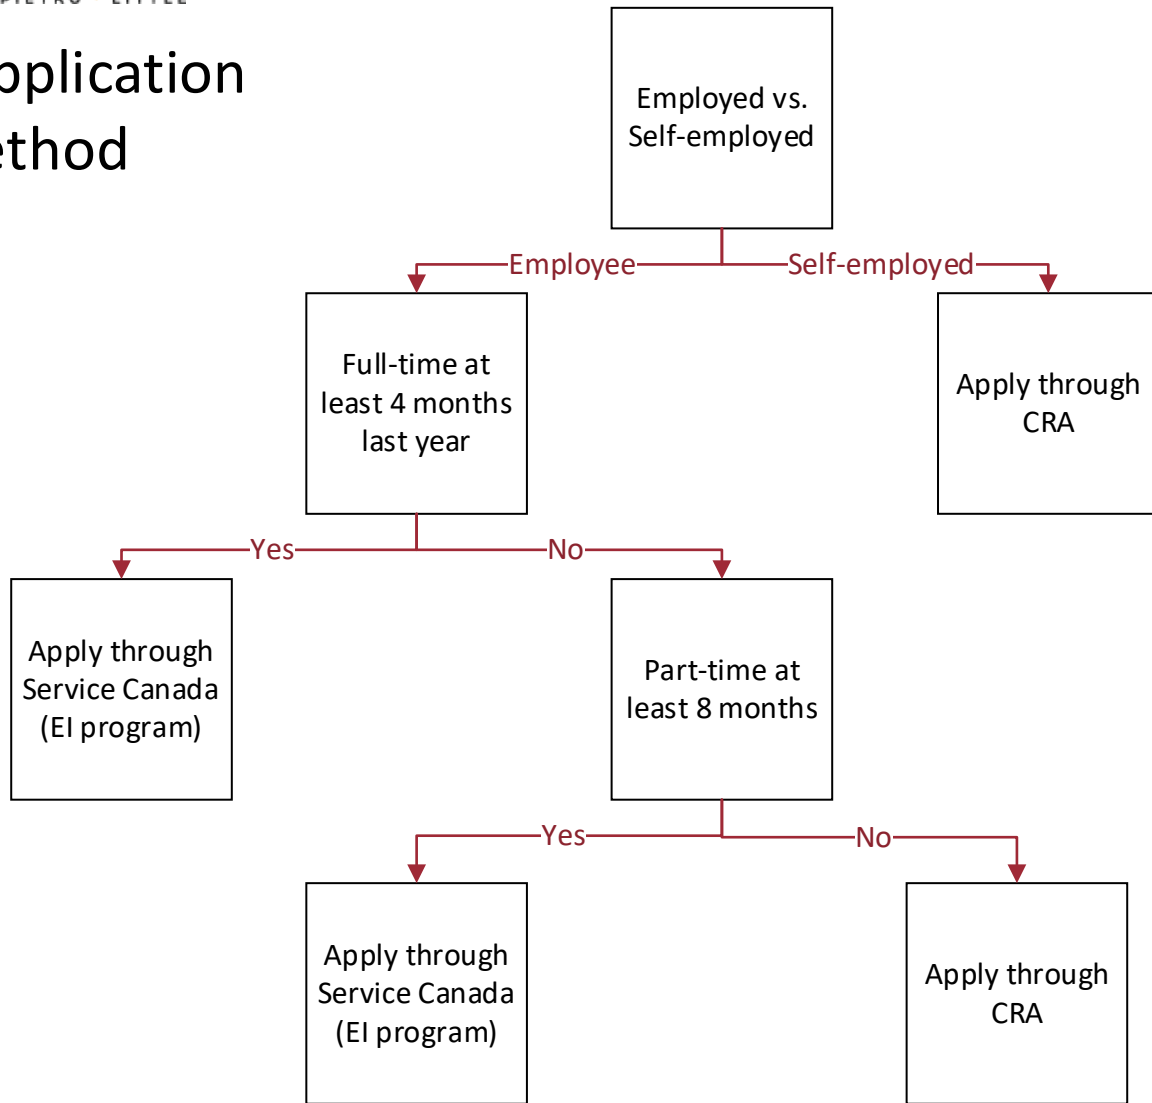 pplication
ethod
Employed vs.
Self-employed
Employee
Self-employed
Full-time at
least 4 months
last year
Apply through
CRA
Yes
No
Apply through
Service Canada
(EI program)
Part-time at
least 8 months
Yes
No
Apply through
Service Canada
(EI program)
Apply through
CRA